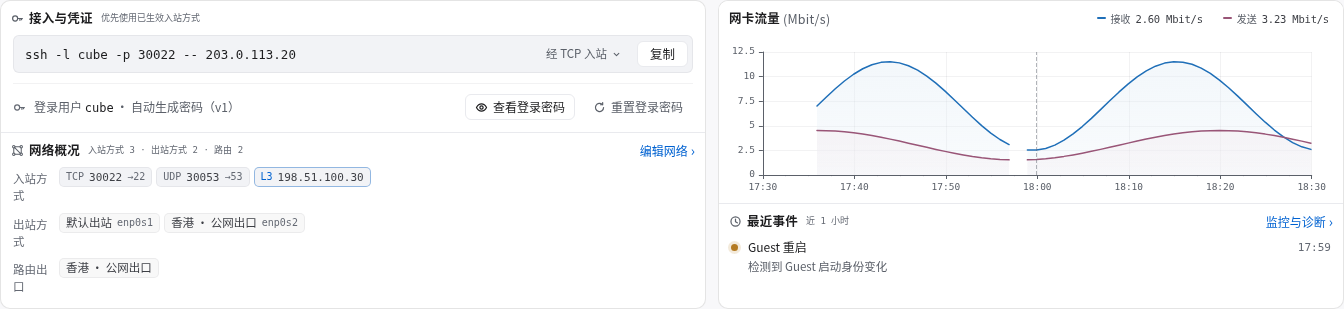 接入与凭证 优先使用已生效入站方式
ssh -l cube -p 30022 -- 203.0.113.20 经 TCP 入站 复制
登录用户 cube · 自动生成密码（v1） 查看登录密码 重置登录密码
网络概况 入站方式 3 · 出站方式 2 · 路由 2 编辑网络 ›
入站方
式
TCP 30022 →22 UDP 30053 →53 L3 198.51.100.30
出站方
式
默认出站 enp0s1 香港 · 公网出口 enp0s2
路由出
口
香港 · 公网出口
网卡流量 (Mbit/s) 接收 2.60 Mbit/s 发送 3.23 Mbit/s
12.5
10
7.5
5
2.5
0
17:30 17:40 17:50 18:00 18:10 18:20 18:30
最近事件 近 1 小时 监控与诊断 ›
Guest 重启 17:59
检测到 Guest 启动身份变化